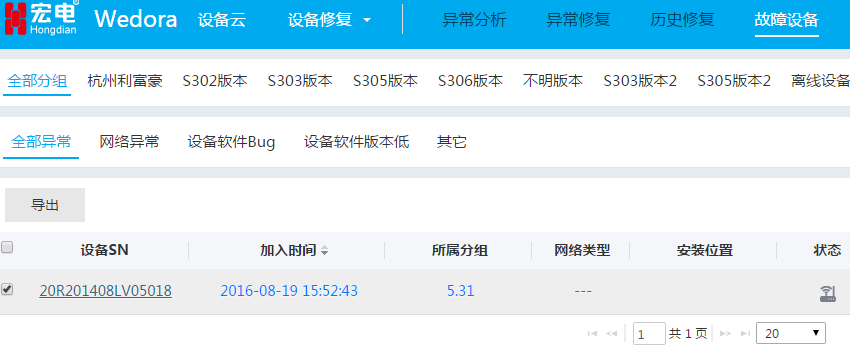 宏电® Hongdian Wedora 设备云 设备修复 异常分析 异常修复 历史修复 故障设备
全部分组 杭州利富豪 S302版本 S303版本 S305版本 S306版本 不明版本 S303版本2 S305版本2 离线设备
全部异常 网络异常 设备软件Bug 设备软件版本低 其它
导出
设备SN 加入时间 所属分组 网络类型 安装位置 状态
20R201408LV05018 2016-08-19 15:52:43 5.31 ---
1 共 1 页 20